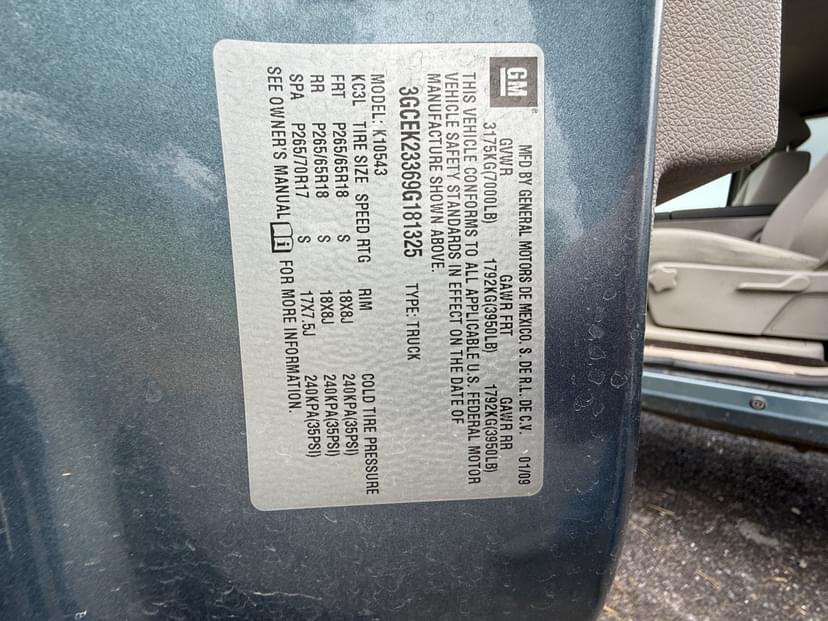 GM
MFD BY GENERAL MOTORS DE MEXICO, S. DE R.L. DE C.V. 01/09
GVWR GAWR FRT GAWR RR
3175KG(7000LB) 1792KG(3950LB) 1792KG(3950LB)
THIS VEHICLE CONFORMS TO ALL APPLICABLE U.S. FEDERAL MOTOR
VEHICLE SAFETY STANDARDS IN EFFECT ON THE DATE OF
MANUFACTURE SHOWN ABOVE.
3GCEK23369G181325 TYPE: TRUCK
MODEL: K10543
KC3L TIRE SIZE SPEED RTG RIM COLD TIRE PRESSURE
FRT P265/65R18 S 18X8J 240KPA(35PSI)
RR P265/65R18 S 18X8J 240KPA(35PSI)
SPA P265/70R17 S 17X7.5J 240KPA(35PSI)
SEE OWNER'S MANUAL FOR MORE INFORMATION.